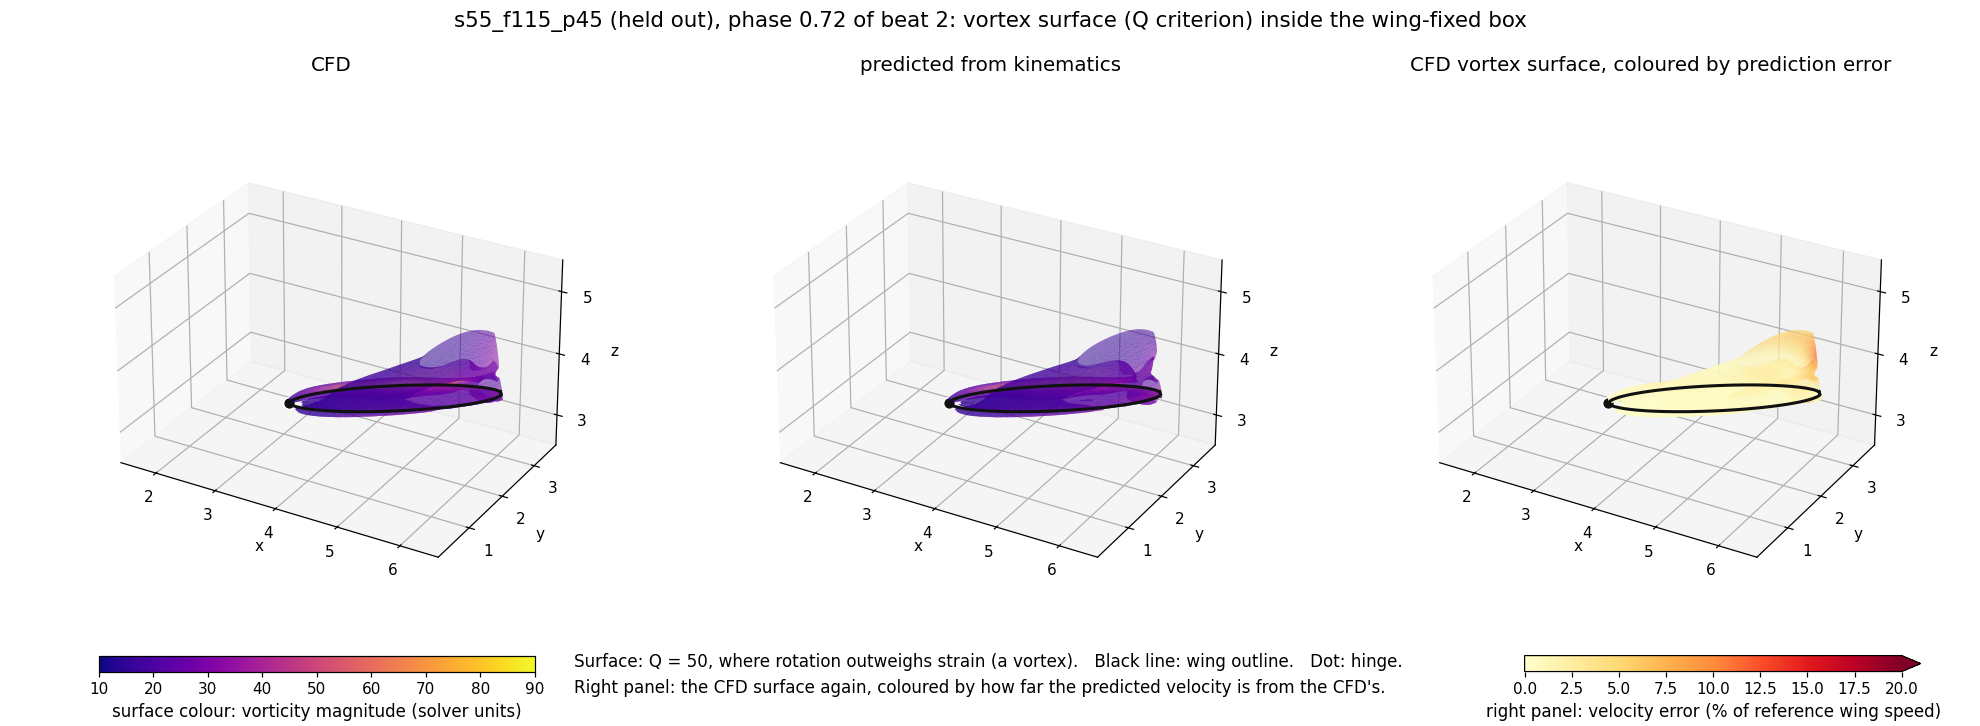 s55_f115_p45 (held out), phase 0.72 of beat 2: vortex surface (Q criterion) inside the wing-fixed box
CFD
predicted from kinematics
CFD vortex surface, coloured by prediction error
5
4
3
z
3
2
1
y
2
3
4
5
6
x
5
4
3
z
3
2
1
y
2
3
4
5
6
x
5
4
3
z
3
2
1
y
2
3
4
5
6
x
10 20 30 40 50 60 70 80 90
surface colour: vorticity magnitude (solver units)
Surface: Q = 50, where rotation outweighs strain (a vortex). Black line: wing outline. Dot: hinge.
Right panel: the CFD surface again, coloured by how far the predicted velocity is from the CFD's.
0.0 2.5 5.0 7.5 10.0 12.5 15.0 17.5 20.0
right panel: velocity error (% of reference wing speed)